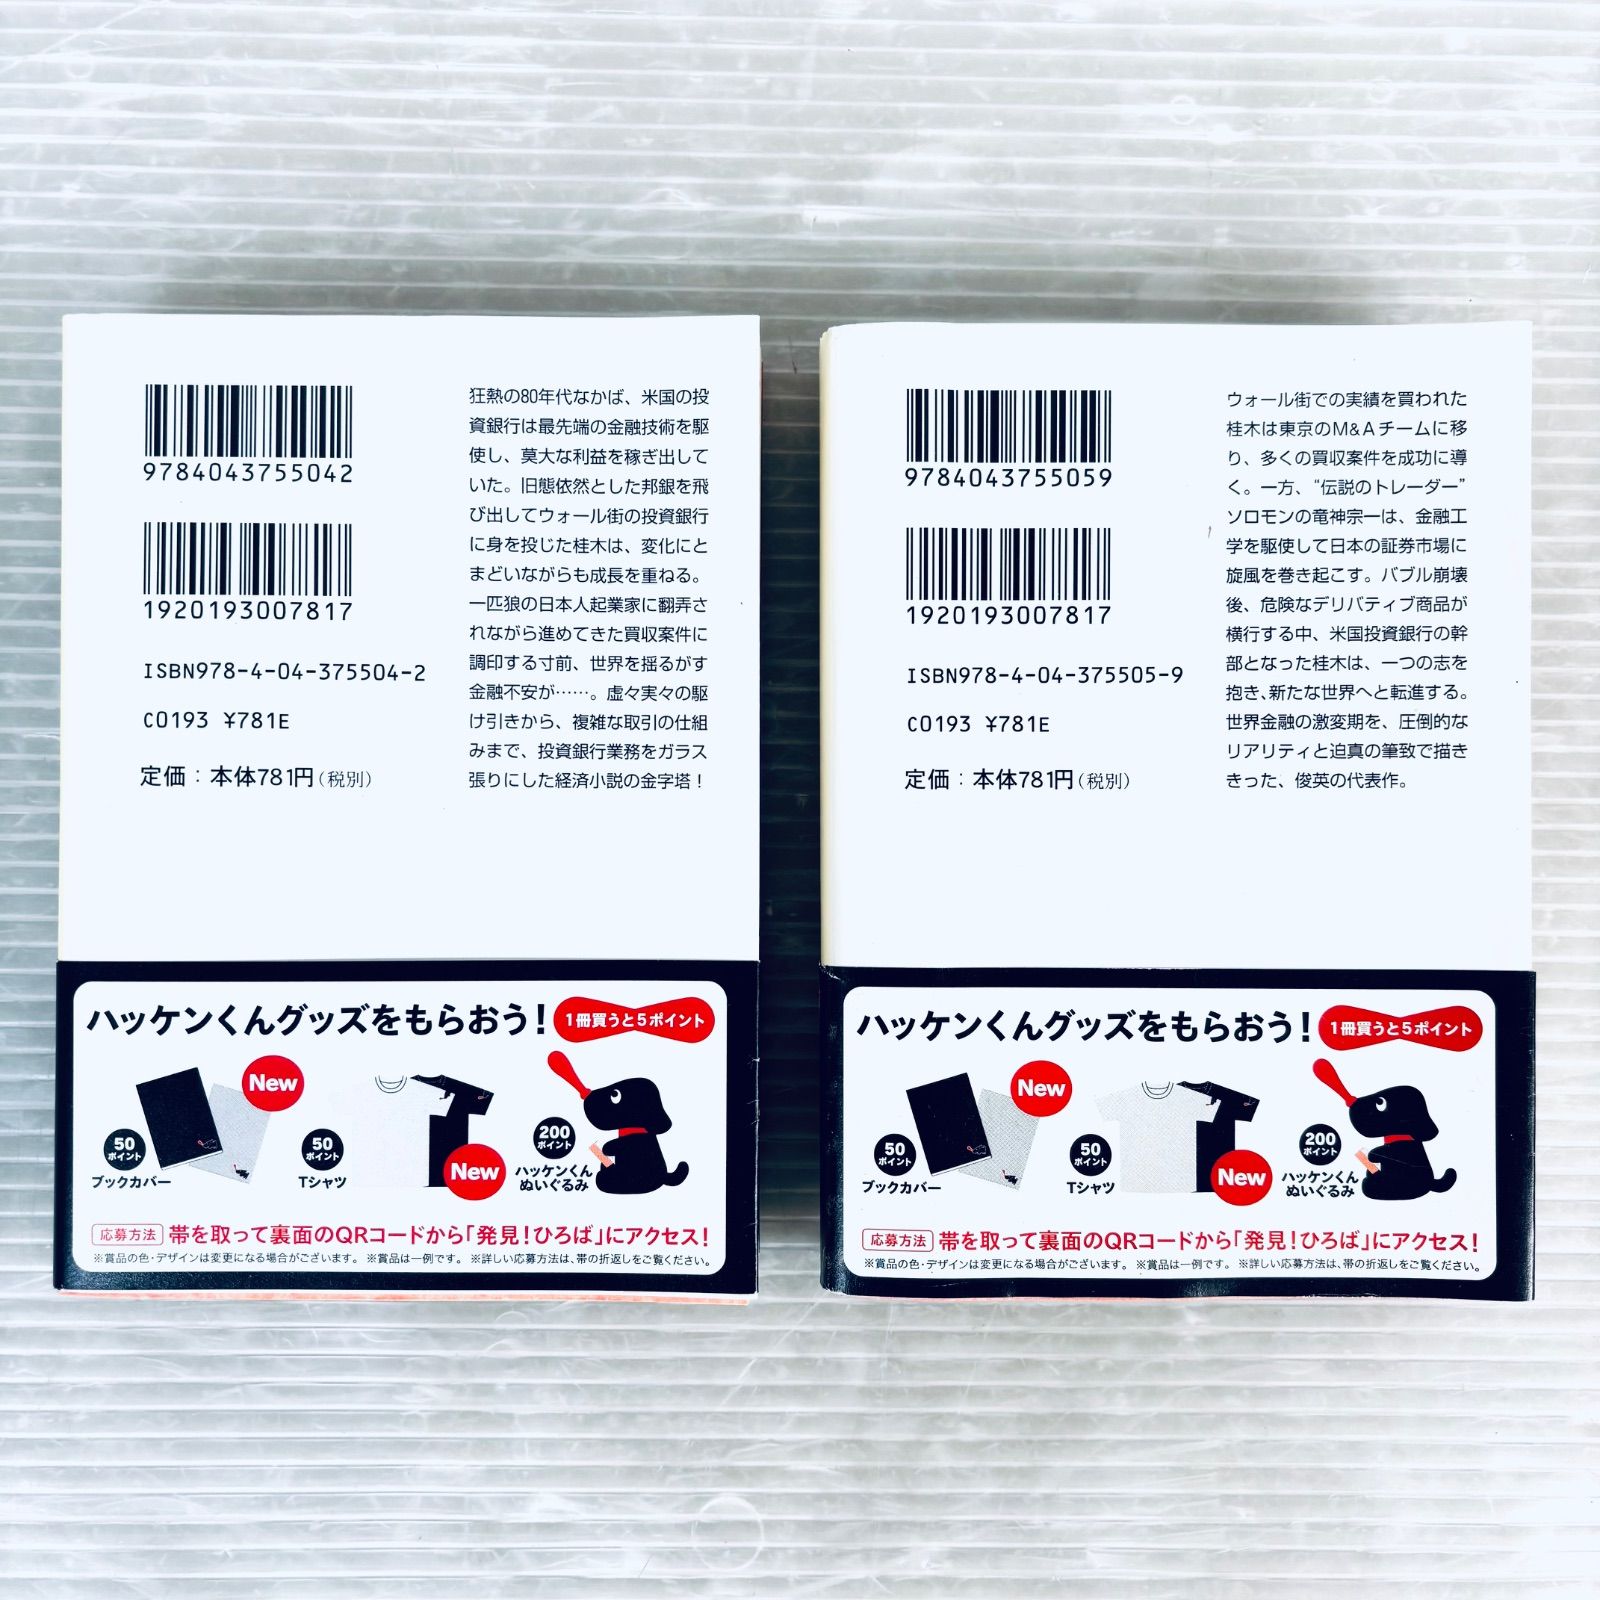 9784043755042
1920193007817
ISBN978-4-04-375504-2
C0193 ¥781E
定価：本体781円（税別）
狂熱の80年代なかば、米国の投
資銀行は最先端の金融技術を駆
使し、莫大な利益を稼ぎ出して
いた。旧態依然とした邦銀を飛
び出してウォール街の投資銀行
に身を投じた桂木は、変化にと
まどいながらも成長を重ねる。
一匹狼の日本人起業家に翻弄さ
れながら進めてきた買収案件に
調印する寸前、世界を揺るがす
金融不安が……。虚々実々の駆
け引きから、複雑な取引の仕組
みまで、投資銀行業務をガラス
張りにした経済小説の金字塔！
ハッケンくんグッズをもらおう！
1冊買うと5ポイント
New
50
ポイント
ブックカバー
50
ポイント
Tシャツ
New
200
ポイント
ハッケンくん
ぬいぐるみ
応募方法 帯を取って裏面のQRコードから「発見！ひろば」にアクセス！
※賞品の色・デザインは変更になる場合がございます。 ※賞品は一例です。 ※詳しい応募方法は、帯の折返しをご覧ください。
9784043755059
1920193007817
ISBN978-4-04-375505-9
C0193 ¥781E
定価：本体781円（税別）
ウォール街での実績を買われた
桂木は東京のM&Aチームに移
り、多くの買収案件を成功に導
く。一方、“伝説のトレーダー”
ソロモンの竜神宗一は、金融工
学を駆使して日本の証券市場に
旋風を巻き起こす。バブル崩壊
後、危険なデリバティブ商品が
横行する中、米国投資銀行の幹
部となった桂木は、一つの志を
抱き、新たな世界へと転進する。
世界金融の激変期を、圧倒的な
リアリティと迫真の筆致で描き
きった、俊英の代表作。
ハッケンくんグッズをもらおう！
1冊買うと5ポイント
New
50
ポイント
ブックカバー
50
ポイント
Tシャツ
New
200
ポイント
ハッケンくん
ぬいぐるみ
応募方法 帯を取って裏面のQRコードから「発見！ひろば」にアクセス！
※賞品の色・デザインは変更になる場合がございます。 ※賞品は一例です。 ※詳しい応募方法は、帯の折返しをご覧ください。